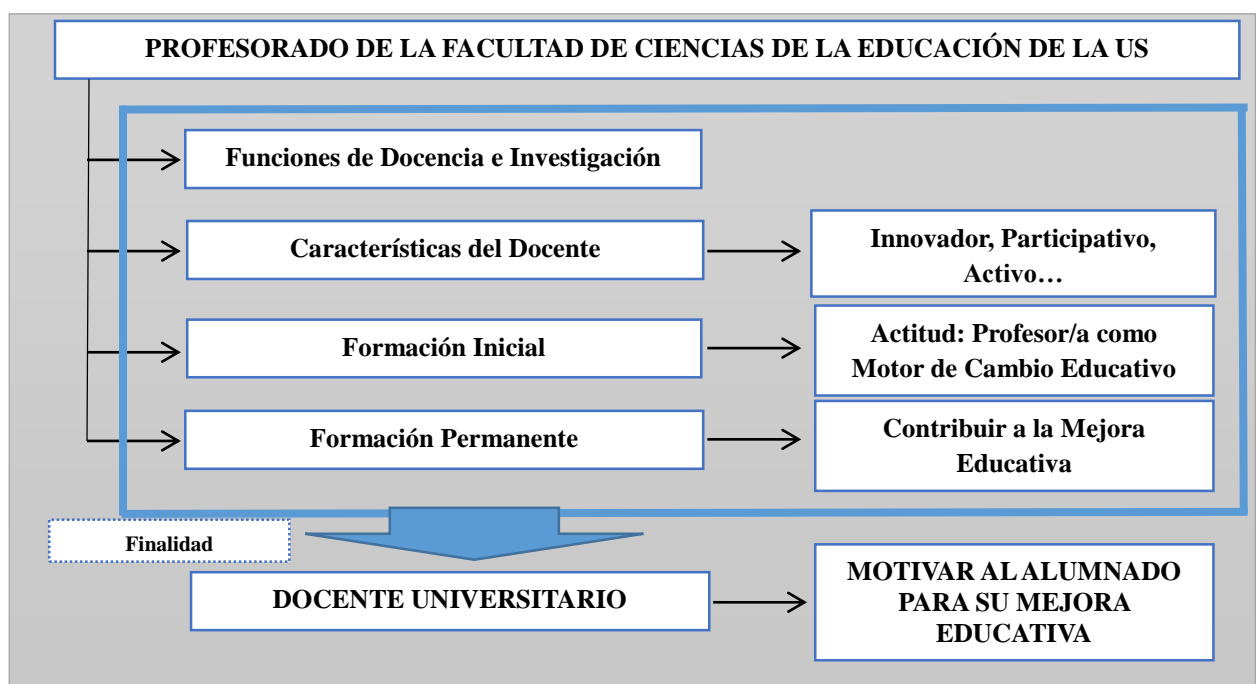 PROFESORADO DE LA FACULTAD DE CIENCIAS DE LA EDUCACIÓN DE LA US
Funciones de Docencia e Investigación
Características del Docente
Innovador, Participativo,
Activo…
Formación Inicial
Actitud: Profesor/a como
Motor de Cambio Educativo
Formación Permanente
Contribuir a la Mejora
Educativa
Finalidad
DOCENTE UNIVERSITARIO
MOTIVAR AL ALUMNADO
PARA SU MEJORA
EDUCATIVA